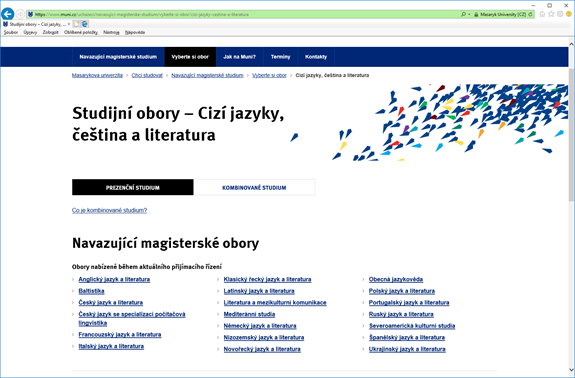 https://www.muni.cz/uchazeci/navazujici-magisterske-studium/vyberte-si-obor/cizi-jazyky-cestina-a-literatura
Masaryk University [CZ]
Studijní obory – Cizí jazyky, ...
Soubor Úpravy Zobrazit Oblíbené položky Nástroje Nápověda
Navazující magisterské studium Vyberte si obor Jak na Muni? Termíny Kontakty
Masarykova univerzita Chci studovat Navazující magisterské studium Vyberte si obor Cizí jazyky, čeština a literatura
Studijní obory – Cizí jazyky,
čeština a literatura
PREZENČNÍ STUDIUM KOMBINOVANÉ STUDIUM
Co je kombinované studium?
Navazující magisterské obory
Obory nabízené během aktuálního přijímacího řízení
Anglický jazyk a literatura
Baltistika
Český jazyk a literatura
Český jazyk se specializací počítačová
lingvistika
Francouzský jazyk a literatura
Italský jazyk a literatura
Klasický řecký jazyk a literatura
Latinský jazyk a literatura
Literatura a mezikulturní komunikace
Mediteránní studia
Německý jazyk a literatura
Nizozemský jazyk a literatura
Novořecký jazyk a literatura
Obecná jazykověda
Polský jazyk a literatura
Portugalský jazyk a literatura
Ruský jazyk a literatura
Severoamerická kulturní studia
Španělský jazyk a literatura
Ukrajinský jazyk a literatura